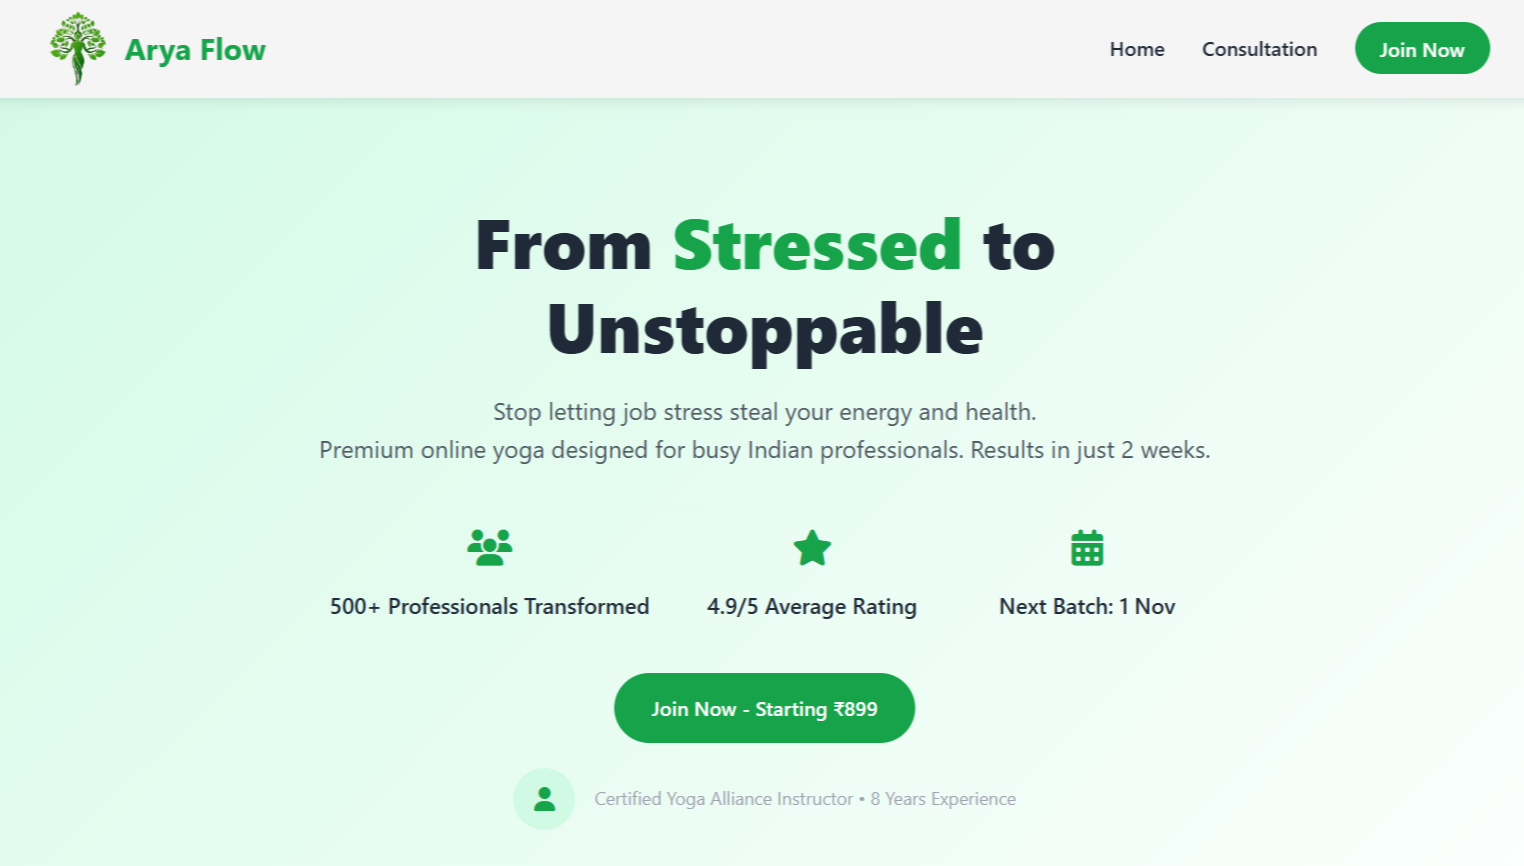 Arya Flow
Home
Consultation
Join Now
From Stressed to
Unstoppable
Stop letting job stress steal your energy and health.
Premium online yoga designed for busy Indian professionals. Results in just 2 weeks.
500+ Professionals Transformed
4.9/5 Average Rating
Next Batch: 1 Nov
Join Now - Starting ₹899
Certified Yoga Alliance Instructor • 8 Years Experience